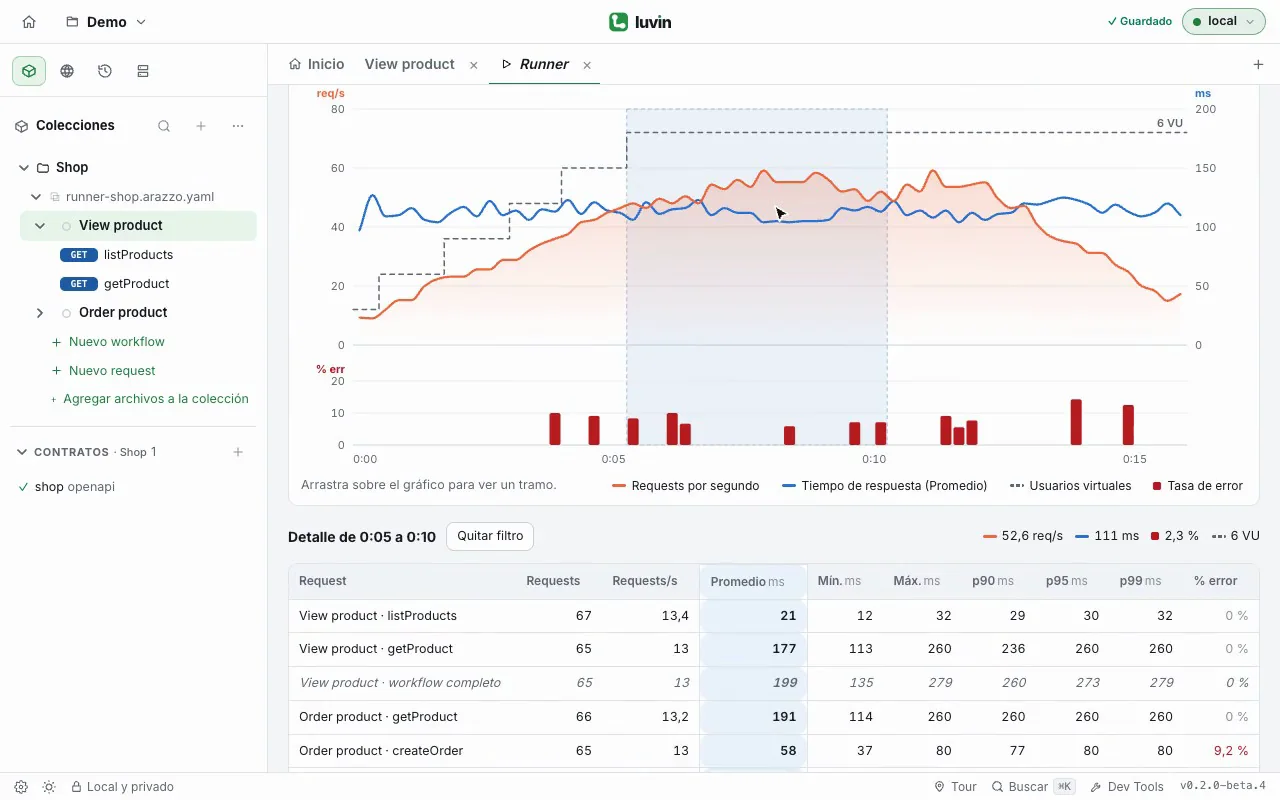 Demo
luvin
Guardado
local
Inicio
View product
Runner
Colecciones
Shop
runner-shop.arazzo.yaml
View product
GET listProducts
GET getProduct
Order product
+ Nuevo workflow
+ Nuevo request
+ Agregar archivos a la colección
CONTRATOS · Shop 1
shop openapi
req/s
ms
80
200
6 VU
60
150
40
100
20
50
0
0
% err
20
10
0
0:00
0:05
0:10
0:15
Arrastra sobre el gráfico para ver un tramo.
Requests por segundo
Tiempo de respuesta (Promedio)
Usuarios virtuales
Tasa de error
Detalle de 0:05 a 0:10
Quitar filtro
52,6 req/s
111 ms
2,3 %
6 VU
Request Requests Requests/s Promedio ms Mín. ms Máx. ms p90 ms p95 ms p99 ms % error
View product · listProducts 67 13,4 21 12 32 29 30 32 0 %
View product · getProduct 65 13 177 113 260 236 260 260 0 %
View product · workflow completo 65 13 199 135 279 260 273 279 0 %
Order product · getProduct 66 13,2 191 114 260 260 260 260 0 %
Order product · createOrder 65 13 58 37 80 77 80 80 9,2 %
Local y privado
Tour
Buscar ⌘K
Dev Tools
v0.2.0-beta.4